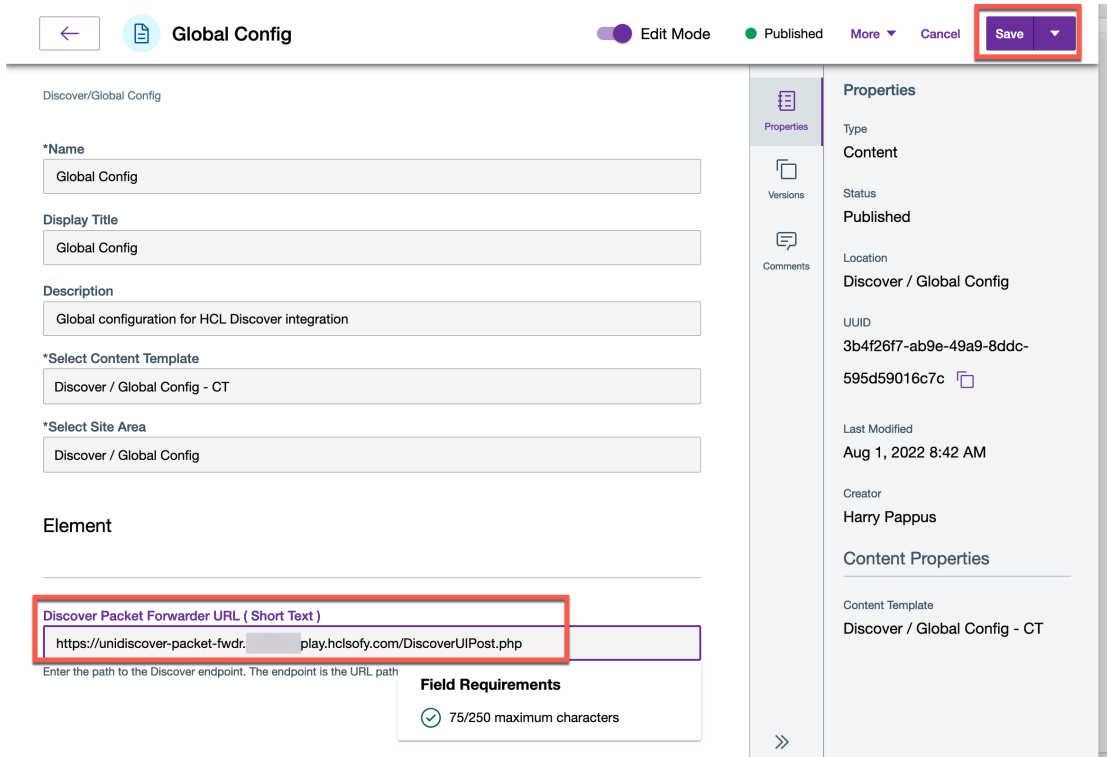 Global Config
Edit Mode
Published
More
Cancel
Save
Discover/Global Config
*Name
Global Config
Display Title
Global Config
Description
Global configuration for HCL Discover integration
*Select Content Template
Discover / Global Config - CT
*Select Site Area
Discover / Global Config
Element
Discover Packet Forwarder URL ( Short Text )
https://unidiscover-packet-fwdr. play.hclsofy.com/DiscoverUIPost.php
Enter the path to the Discover endpoint. The endpoint is the URL path
Field Requirements
75/250 maximum characters
Properties
Versions
Comments
Properties
Type
Content
Status
Published
Location
Discover / Global Config
UUID
3b4f26f7-ab9e-49a9-8ddc-
595d59016c7c
Last Modified
Aug 1, 2022 8:42 AM
Creator
Harry Pappus
Content Properties
Content Template
Discover / Global Config - CT